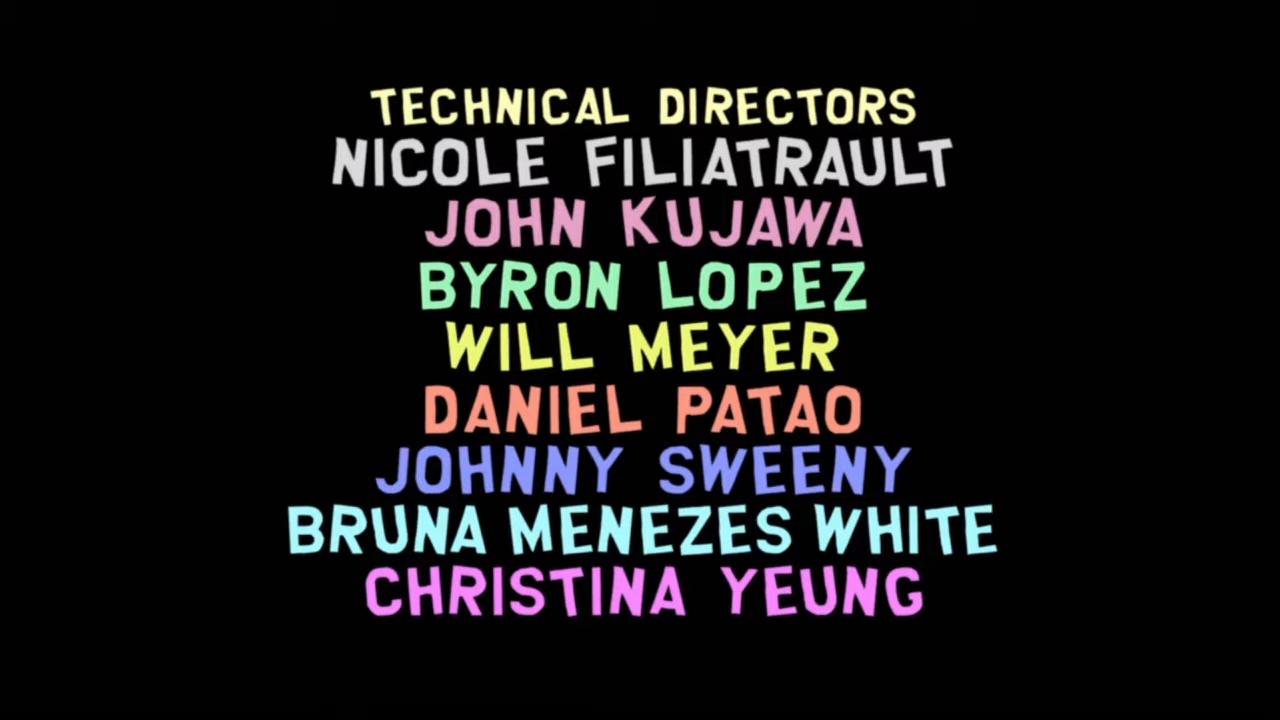 TECHNICAL DIRECTORS
NICOLE FILIATRAULT
JOHN KUJAWA
BYRON LOPEZ
WILL MEYER
DANIEL PATAO
JOHNNY SWEENY
BRUNA MENEZES WHITE
CHRISTINA YEUNG